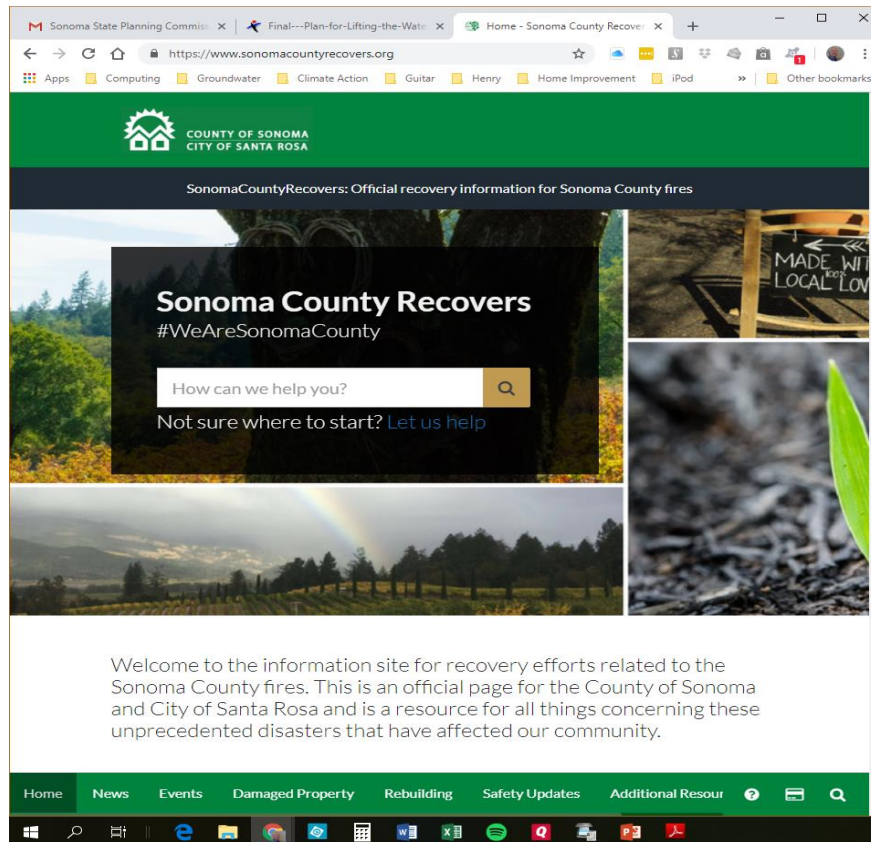 Sonoma State Planning Commiss
Final---Plan-for-Lifting-the-Wate
Home - Sonoma County Recover
https://www.sonomacountyrecovers.org
Apps Computing Groundwater Climate Action Guitar Henry Home Improvement iPod » Other bookmarks
COUNTY OF SONOMA
CITY OF SANTA ROSA
SonomaCountyRecovers: Official recovery information for Sonoma County fires
MADE WIT
100%
LOCAL LOV
Sonoma County Recovers
#WeAreSonomaCounty
How can we help you?
Not sure where to start? Let us help
Welcome to the information site for recovery efforts related to the
Sonoma County fires. This is an official page for the County of Sonoma
and City of Santa Rosa and is a resource for all things concerning these
unprecedented disasters that have affected our community.
Home News Events Damaged Property Rebuilding Safety Updates Additional Resour